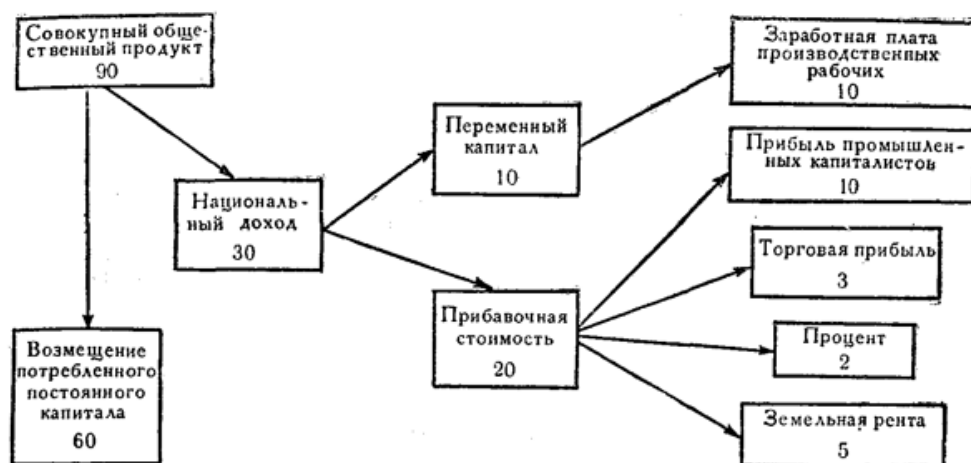 Совокупный обще-
ственный продукт
90
Возмещение
потребленного
постоянного
капитала
60
Националь-
ный доход
30
Переменный
капитал
10
Прибавочная
стоимость
20
Заработная плата
производственных
рабочих
10
Прибыль промышлен-
ных капиталистов
10
Торговая прибыль
3
Процент
2
Земельная рента
5